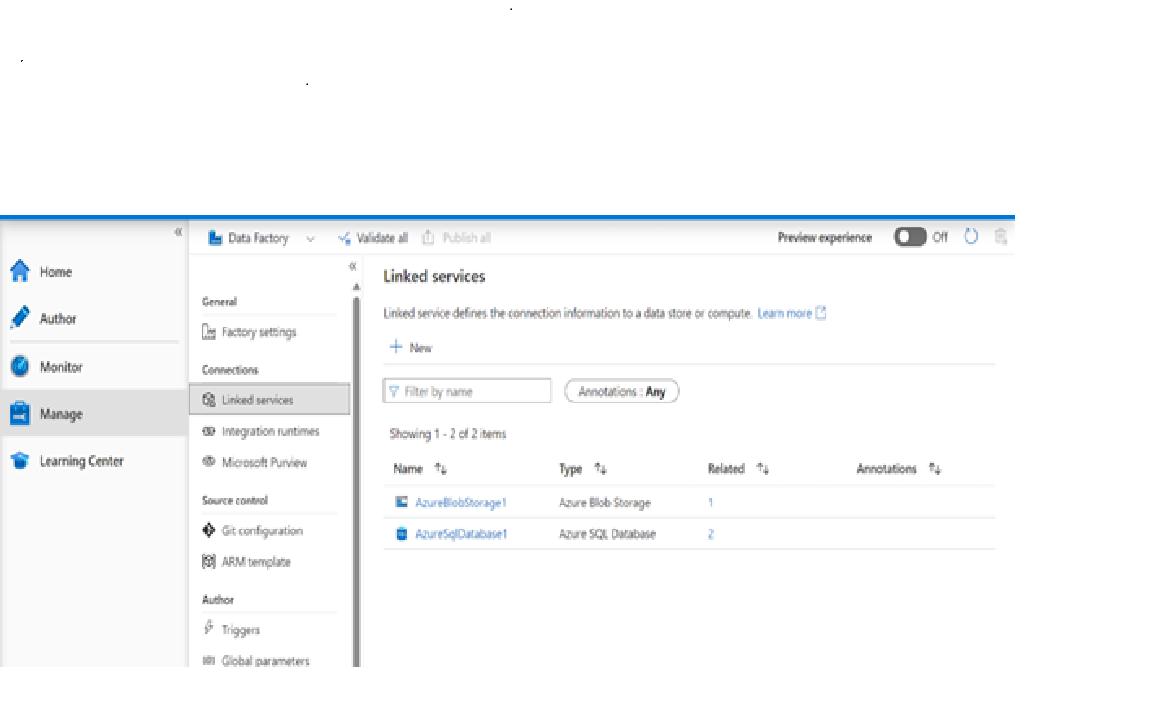 Data Factory
Validate all
Publish all
Preview experience
Off
Home
Author
Monitor
Manage
Learning Center
General
Factory settings
Connections
Linked services
Integration runtimes
Microsoft Purview
Source control
Git configuration
ARM template
Author
Triggers
Global parameters
Linked services
Linked service defines the connection information to a data store or compute. Learn more
New
Filter by name
Annotations : Any
Showing 1 - 2 of 2 items
Name Type Related Annotations
AzureBlobStorage1 Azure Blob Storage 1
AzureSqlDatabase1 Azure SQL Database 2